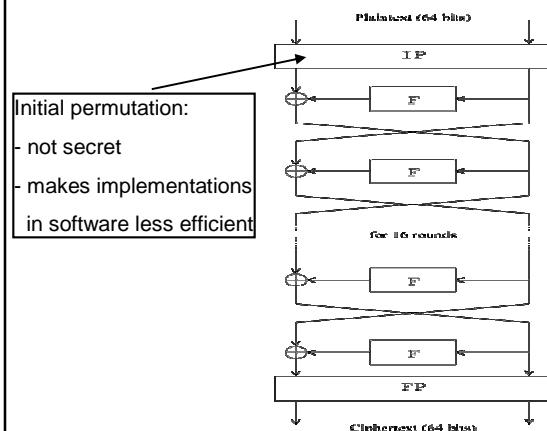 Plaintext (64 bits)
IP
F
Initial permutation:
- not secret
- makes implementations
in software less efficient
F
for 16 rounds
F
F
FP
Ciphertext (64 bits)